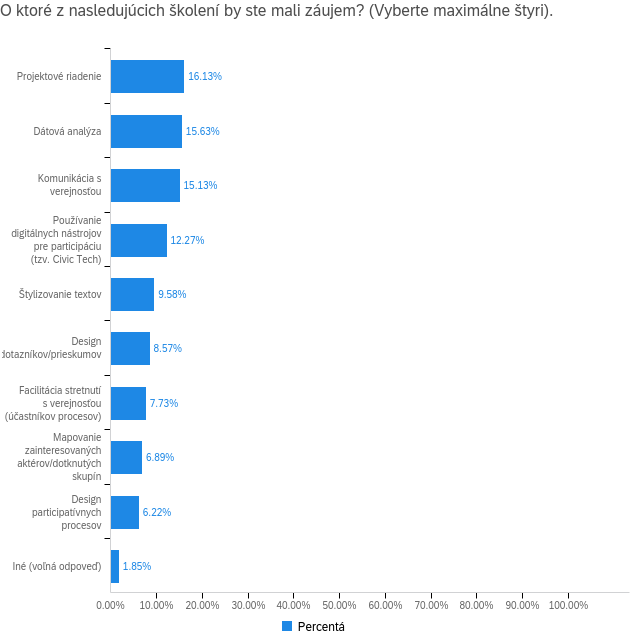 O ktoré z nasledujúcich školení by ste mali záujem? (Vyberte maximálne štyri).
Projektové riadenie
16.13%
Dátová analýza
15.63%
Komunikácia s
verejnosťou
15.13%
Používanie
digitálnych nástrojov
pre participáciu
(tzv. Civic Tech)
12.27%
Štylizovanie textov
9.58%
Design
dotazníkov/prieskumov
8.57%
Facilitácia stretnutí
s verejnosťou
(účastníkov procesov)
7.73%
Mapovanie
zainteresovaných
aktérov/dotknutých
skupín
6.89%
Design
participatívnych
procesov
6.22%
Iné (voľná odpoveď)
1.85%
0.00% 10.00% 20.00% 30.00% 40.00% 50.00% 60.00% 70.00% 80.00% 90.00% 100.00%
Percentá